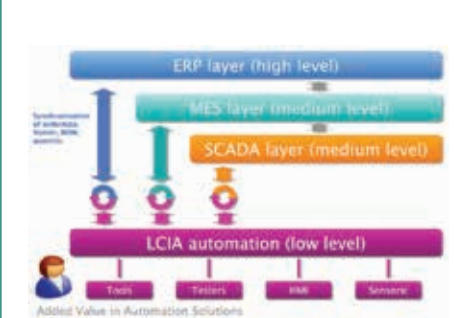 ERP layer (high level)
MES layer (medium level)
Synchronization
SCADA layer (medium level)
LCIA automation (low level)
Tools
Testers
HMI
Sensors
Added Value in Automation Solutions